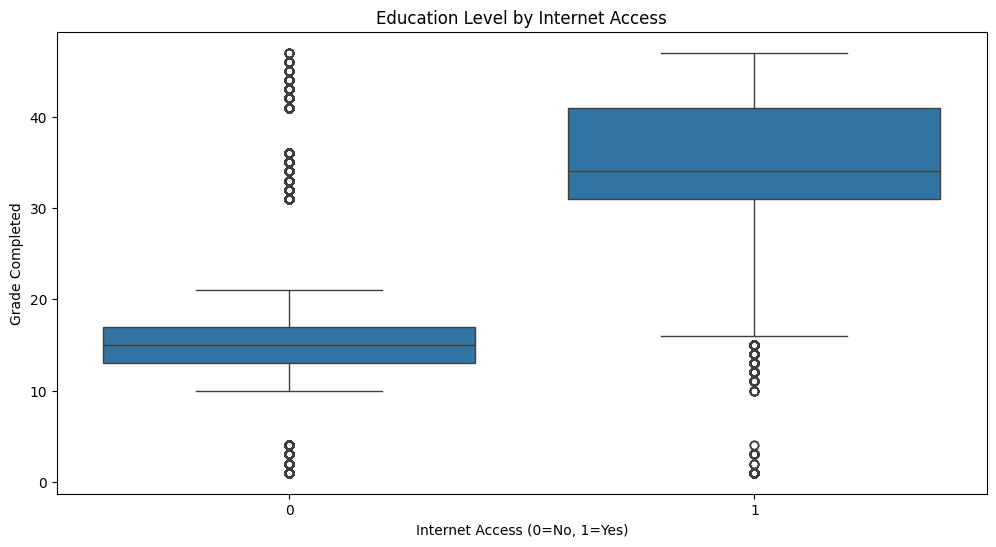 Education Level by Internet Access
Grade Completed
40
30
20
10
0
0 1
Internet Access (0=No, 1=Yes)